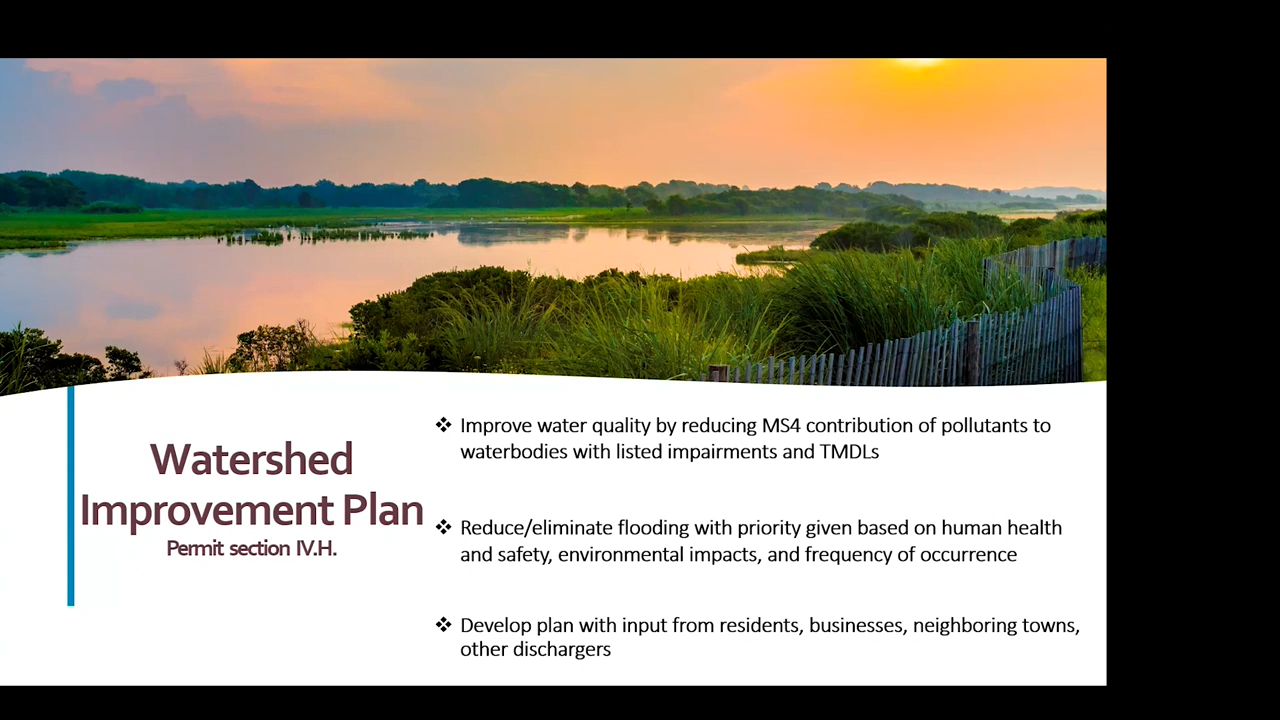 Watershed
Improvement Plan
Permit section IV.H.
❖ Improve water quality by reducing MS4 contribution of pollutants to
waterbodies with listed impairments and TMDLs
❖ Reduce/eliminate flooding with priority given based on human health
and safety, environmental impacts, and frequency of occurrence
❖ Develop plan with input from residents, businesses, neighboring towns,
other dischargers